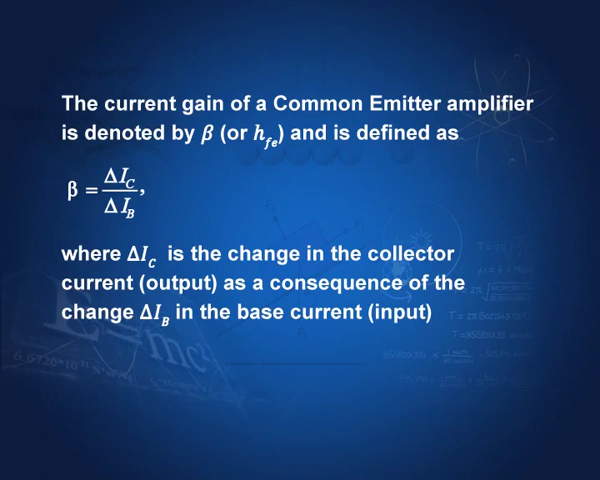 The current gain of a Common Emitter amplifier
is denoted by β (or h_fe) and is defined as
β = ΔI_C / ΔI_B,
where ΔI_C is the change in the collector
current (output) as a consequence of the
change ΔI_B in the base current (input)
E=mc²